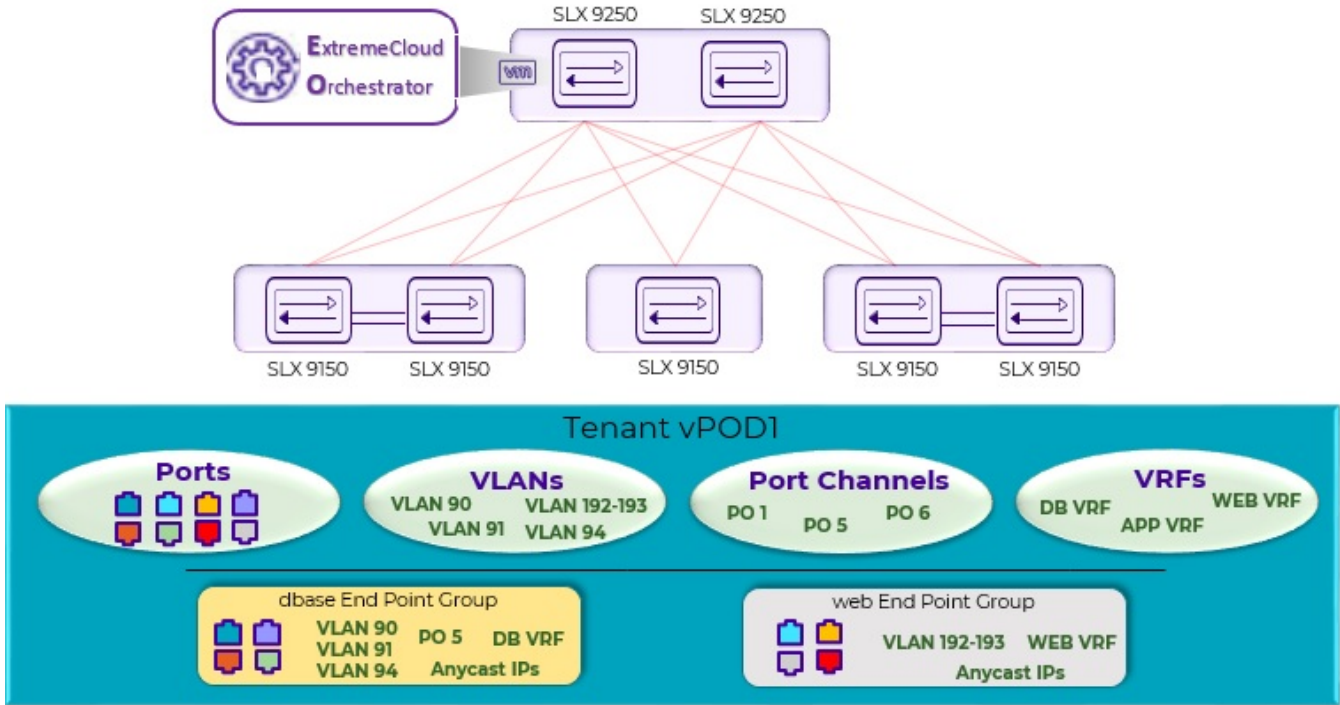 SLX 9250 SLX 9250
ExtremeCloud
Orchestrator
vm
SLX 9150 SLX 9150 SLX 9150 SLX 9150 SLX 9150
Tenant vPOD1
Ports
VLANs
VLAN 90 VLAN 192-193
VLAN 91 VLAN 94
Port Channels
PO 1 PO 5 PO 6
VRFs
DB VRF APP VRF WEB VRF
dbase End Point Group
VLAN 90
VLAN 91
VLAN 94
PO 5 DB VRF
Anycast IPs
web End Point Group
VLAN 192-193 WEB VRF
Anycast IPs